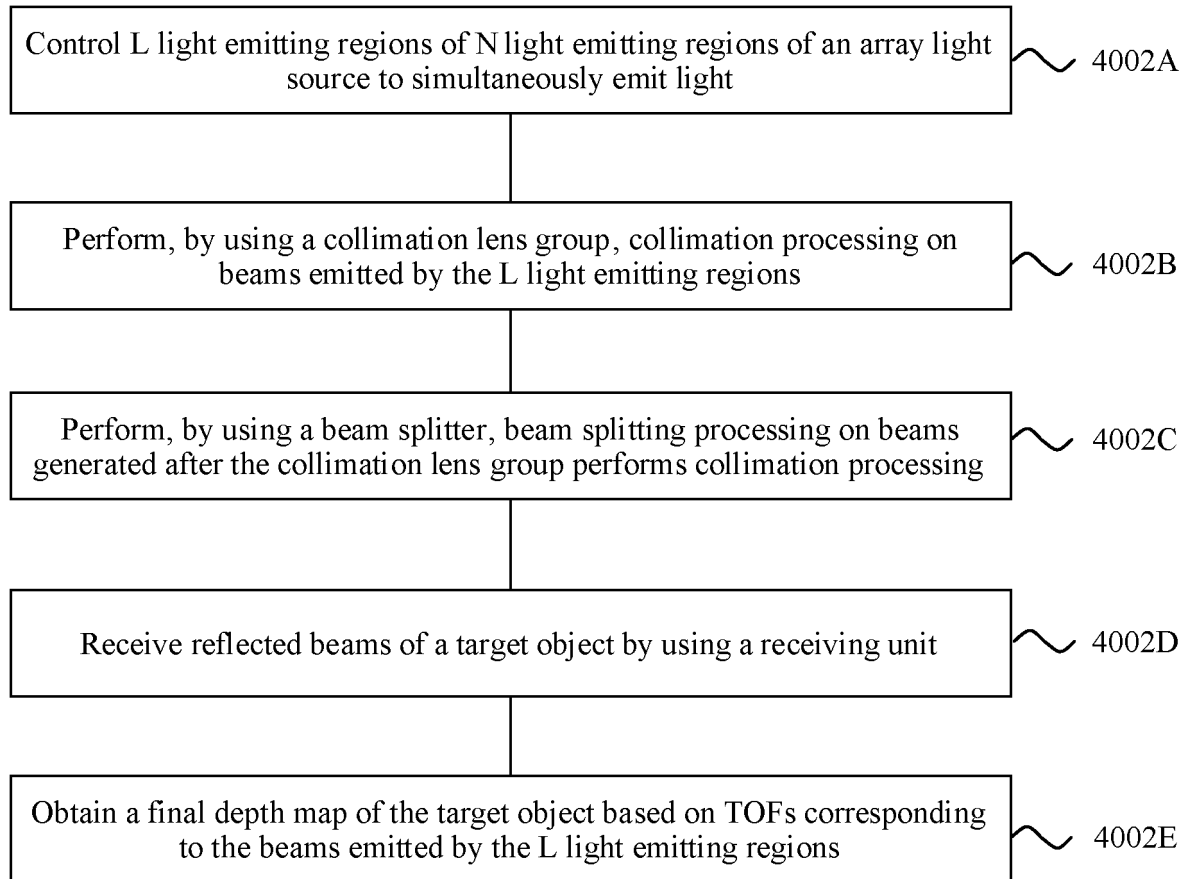 Control L light emitting regions of N light emitting regions of an array light
source to simultaneously emit light
4002A
Perform, by using a collimation lens group, collimation processing on
beams emitted by the L light emitting regions
4002B
Perform, by using a beam splitter, beam splitting processing on beams
generated after the collimation lens group performs collimation processing
4002C
Receive reflected beams of a target object by using a receiving unit
4002D
Obtain a final depth map of the target object based on TOFs corresponding
to the beams emitted by the L light emitting regions
4002E